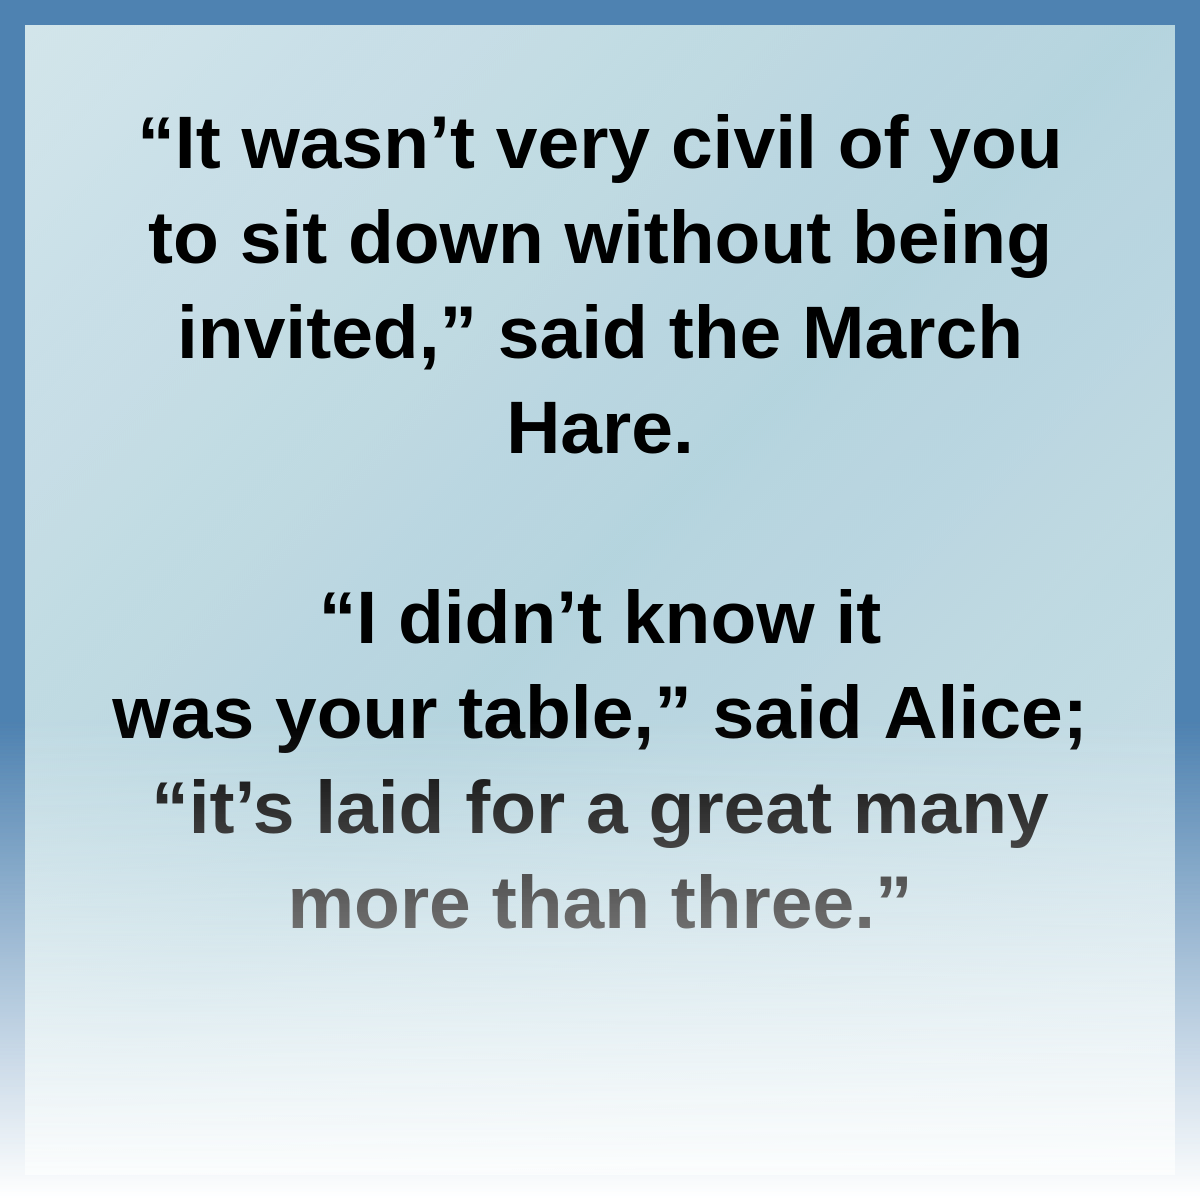 “It wasn’t very civil of you
to sit down without being
invited,” said the March
Hare.
“I didn’t know it
was your table,” said Alice;
“it’s laid for a great many
more than three.”